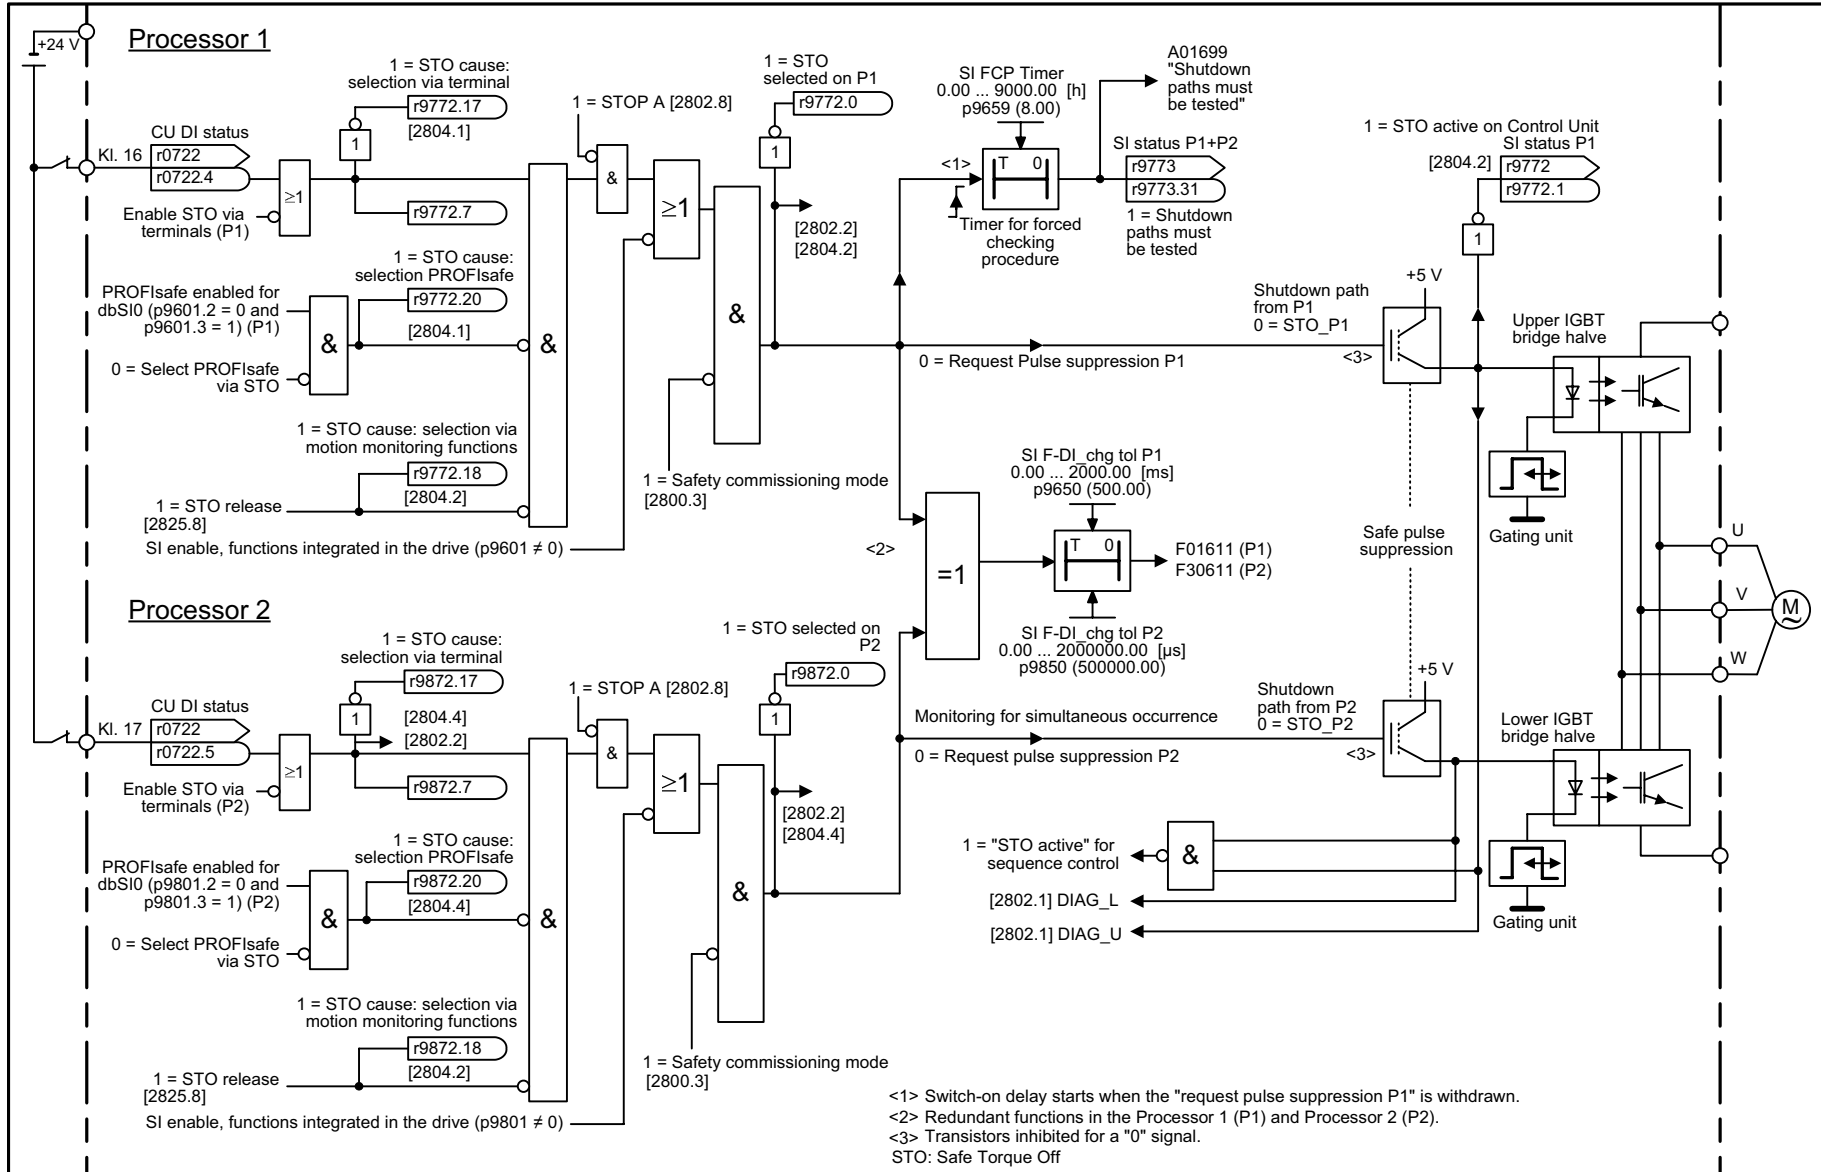 +24 V
Processor 1
1 = STO cause:
selection via terminal
r9772.17
[2804.1]
1
CU DI status
Kl. 16
r0722
r0722.4
≥1
Enable STO via
terminals (P1)
r9772.7
1 = STO cause:
selection PROFIsafe
r9772.20
[2804.1]
PROFIsafe enabled for
dbSI0 (p9601.2 = 0 and
p9601.3 = 1) (P1)
&
0 = Select PROFIsafe
via STO
1 = STO cause: selection via
motion monitoring functions
r9772.18
[2804.2]
1 = STO release
[2825.8]
SI enable, functions integrated in the drive (p9601 ≠ 0)
&
1 = STOP A [2802.8]
&
≥1
&
1 = STO
selected on P1
r9772.0
1
[2802.2]
[2804.2]
1 = Safety commissioning mode
[2800.3]
SI FCP Timer
0.00 ... 9000.00 [h]
p9659 (8.00)
<1>
T 0
Timer for forced
checking
procedure
A01699
"Shutdown
paths must
be tested"
SI status P1+P2
r9773
r9773.31
1 = Shutdown
paths must
be tested
1 = STO active on Control Unit
SI status P1
[2804.2]
r9772
r9772.1
1
0 = Request Pulse suppression P1
Shutdown path
from P1
0 = STO_P1
<3>
+5 V
Upper IGBT
bridge halve
Gating unit
SI F-DI_chg tol P1
0.00 ... 2000.00 [ms]
p9650 (500.00)
<2>
=1
T 0
F01611 (P1)
F30611 (P2)
SI F-DI_chg tol P2
0.00 ... 2000000.00 [µs]
p9850 (500000.00)
Safe pulse
suppression
U
V
W
M
~
Processor 2
1 = STO cause:
selection via terminal
r9872.17
1
[2804.4]
[2802.2]
CU DI status
Kl. 17
r0722
r0722.5
≥1
Enable STO via
terminals (P2)
r9872.7
1 = STO cause:
selection PROFIsafe
r9872.20
[2804.4]
PROFIsafe enabled for
dbSI0 (p9801.2 = 0 and
p9801.3 = 1) (P2)
&
0 = Select PROFIsafe
via STO
1 = STO cause: selection via
motion monitoring functions
r9872.18
[2804.2]
1 = STO release
[2825.8]
SI enable, functions integrated in the drive (p9801 ≠ 0)
&
1 = STOP A [2802.8]
&
≥1
&
1 = STO selected on
P2
r9872.0
1
[2802.2]
[2804.4]
1 = Safety commissioning mode
[2800.3]
Monitoring for simultaneous occurrence
0 = Request pulse suppression P2
Shutdown
path from P2
0 = STO_P2
<3>
+5 V
Lower IGBT
bridge halve
Gating unit
1 = "STO active" for
sequence control
&
[2802.1] DIAG_L
[2802.1] DIAG_U
<1> Switch-on delay starts when the "request pulse suppression P1" is withdrawn.
<2> Redundant functions in the Processor 1 (P1) and Processor 2 (P2).
<3> Transistors inhibited for a "0" signal.
STO: Safe Torque Off